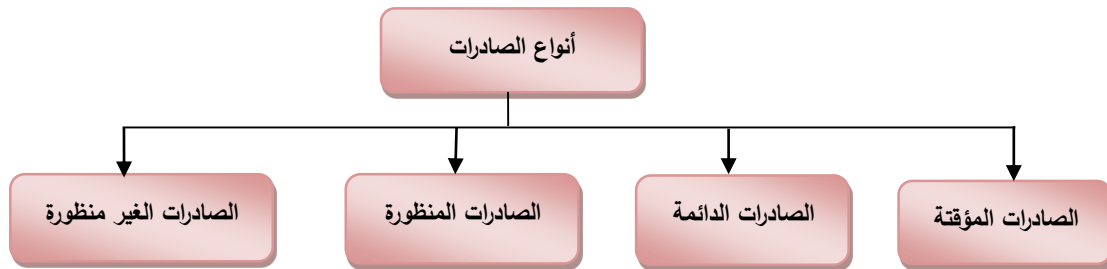 أنواع الصادرات
الصادرات المؤقتة
الصادرات الدائمة
الصادرات المنظورة
الصادرات الغير منظورة